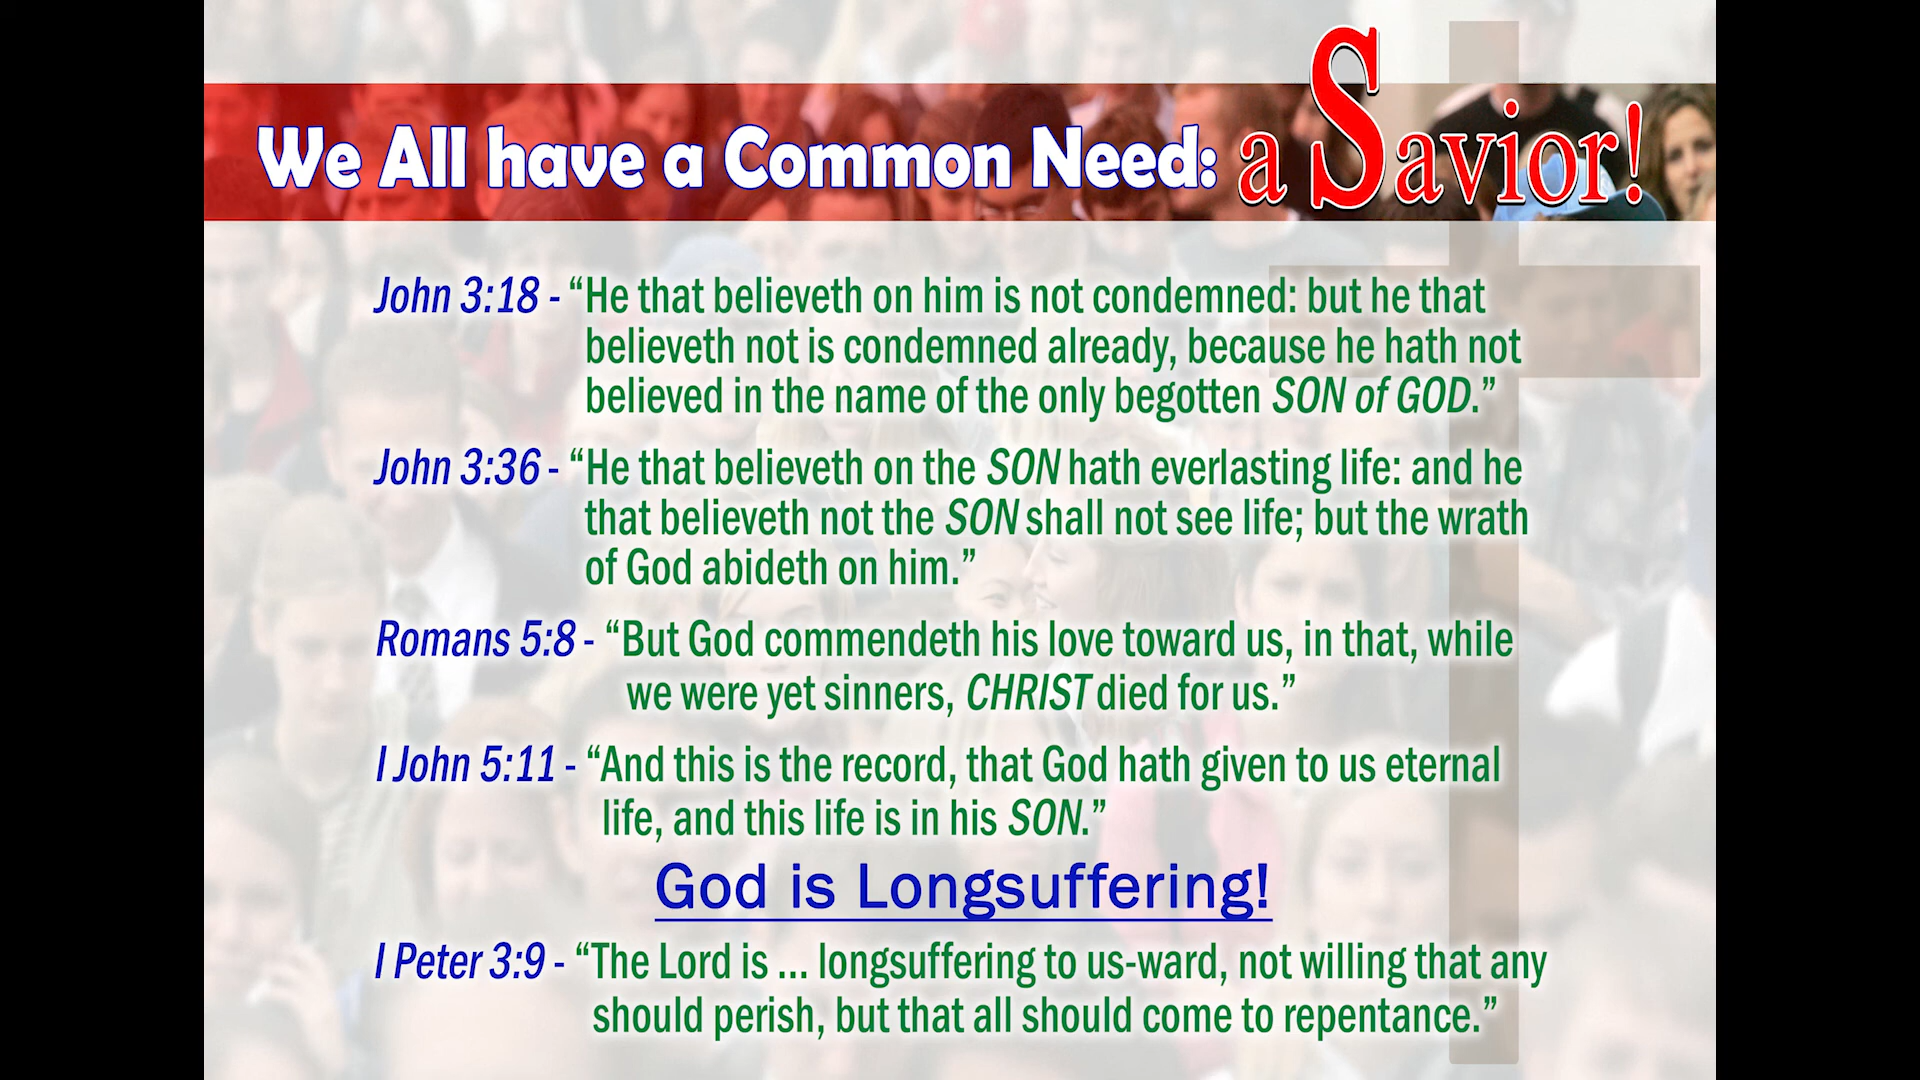 We All have a Common Need: a Savior!
John 3:18 - “He that believeth on him is not condemned: but he that
believeth not is condemned already, because he hath not
believed in the name of the only begotten SON of GOD.”
John 3:36 - “He that believeth on the SON hath everlasting life: and he
that believeth not the SON shall not see life; but the wrath
of God abideth on him.”
Romans 5:8 - “But God commendeth his love toward us, in that, while
we were yet sinners, CHRIST died for us.”
I John 5:11 - “And this is the record, that God hath given to us eternal
life, and this life is in his SON.”
God is Longsuffering!
I Peter 3:9 - “The Lord is ... longsuffering to us-ward, not willing that any
should perish, but that all should come to repentance.”